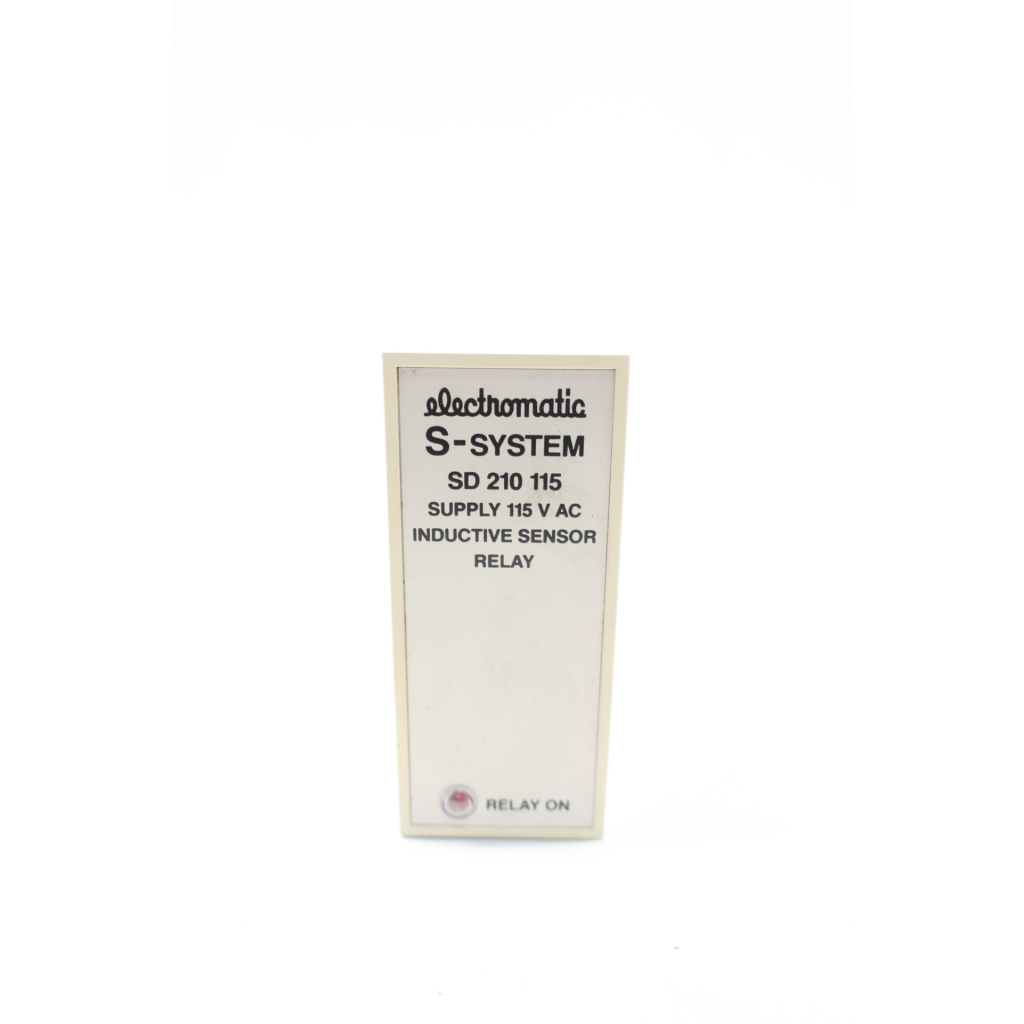 electromatic
S-SYSTEM
SD 210 115
SUPPLY 115 V AC
INDUCTIVE SENSOR
RELAY
RELAY ON